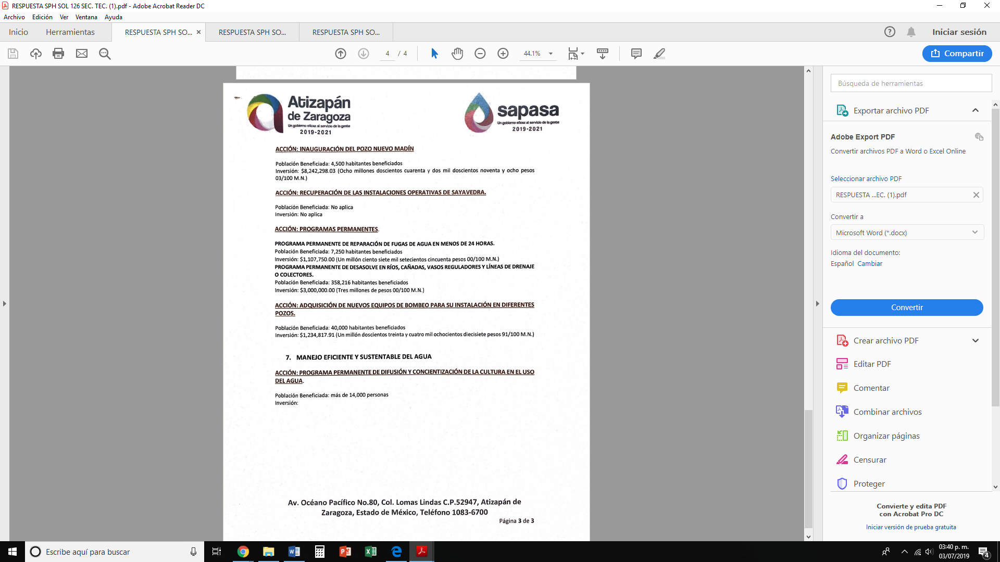 RESPUESTA SPH SOL 126 SEC. TEC. (1).pdf - Adobe Acrobat Reader DC
Archivo Edición Ver Ventana Ayuda
Inicio Herramientas RESPUESTA SPH SO... × RESPUESTA SPH SO... RESPUESTA SPH SO... Iniciar sesión
4 / 4 44.1% Compartir
Atizapán
de Zaragoza
Un gobierno eficaz al servicio de la gente
2019-2021
sapasa
Un gobierno eficaz al servicio de la gente
2019-2021
ACCIÓN: INAUGURACIÓN DEL POZO NUEVO MADÍN
Población Beneficiada: 4,500 habitantes beneficiados
Inversión: $8,242,298.03 (Ocho millones doscientos cuarenta y dos mil doscientos noventa y ocho pesos
03/100 M.N.)
ACCIÓN: RECUPERACIÓN DE LAS INSTALACIONES OPERATIVAS DE SAYAVEDRA.
Población Beneficiada: No aplica
Inversión: No aplica
ACCIÓN: PROGRAMAS PERMANENTES.
PROGRAMA PERMANENTE DE REPARACIÓN DE FUGAS DE AGUA EN MENOS DE 24 HORAS.
Población Beneficiada: 7,250 habitantes beneficiados
Inversión: $1,107,750.00 (Un millón ciento siete mil setecientos cincuenta pesos 00/100 M.N.)
PROGRAMA PERMANENTE DE DESASOLVE EN RÍOS, CAÑADAS, VASOS REGULADORES Y LÍNEAS DE DRENAJE
O COLECTORES.
Población Beneficiada: 358,216 habitantes beneficiados
Inversión: $3,000,000.00 (Tres millones de pesos 00/100 M.N.)
ACCIÓN: ADQUISICIÓN DE NUEVOS EQUIPOS DE BOMBEO PARA SU INSTALACIÓN EN DIFERENTES
POZOS.
Población Beneficiada: 40,000 habitantes beneficiados
Inversión: $1,234,817.91 (Un millón doscientos treinta y cuatro mil ochocientos diecisiete pesos 91/100 M.N.)
7. MANEJO EFICIENTE Y SUSTENTABLE DEL AGUA
ACCIÓN: PROGRAMA PERMANENTE DE DIFUSIÓN Y CONCIENTIZACIÓN DE LA CULTURA EN EL USO
DEL AGUA.
Población Beneficiada: más de 14,000 personas
Inversión:
Av. Océano Pacífico No.80, Col. Lomas Lindas C.P.52947, Atizapán de
Zaragoza, Estado de México, Teléfono 1083-6700
Página 3 de 3
Búsqueda de herramientas
Exportar archivo PDF
Adobe Export PDF
Convertir archivos PDF a Word o Excel Online
Seleccionar archivo PDF
RESPUESTA ...EC. (1).pdf
Convertir a
Microsoft Word (*.docx)
Idioma del documento:
Español Cambiar
Convertir
Crear archivo PDF
Editar PDF
Comentar
Combinar archivos
Organizar páginas
Censurar
Proteger
Convierte y edita PDF
con Acrobat Pro DC
Iniciar versión de prueba gratuita
Escribe aquí para buscar
03:40 p. m.
03/07/2019
4